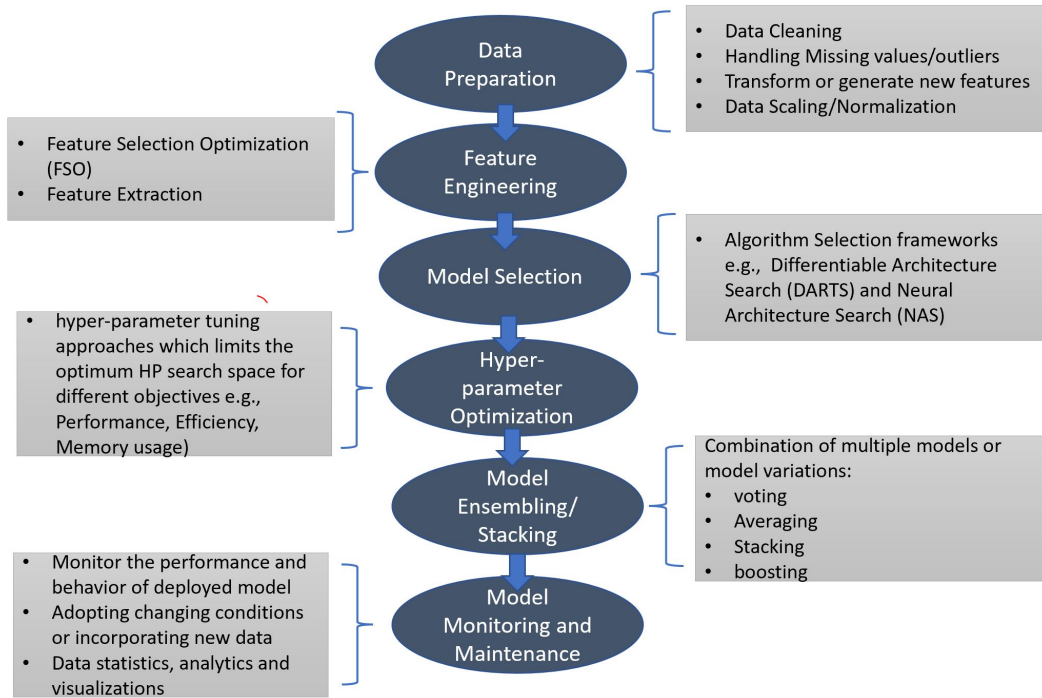 Data
Preparation
• Data Cleaning
• Handling Missing values/outliers
• Transform or generate new features
• Data Scaling/Normalization
Feature
Engineering
• Feature Selection Optimization
(FSO)
• Feature Extraction
Model Selection
• Algorithm Selection frameworks
e.g., Differentiable Architecture
Search (DARTS) and Neural
Architecture Search (NAS)
Hyper-
parameter
Optimization
• hyper-parameter tuning
approaches which limits the
optimum HP search space for
different objectives e.g.,
Performance, Efficiency,
Memory usage)
Model
Ensembling/
Stacking
Combination of multiple models or
model variations:
• voting
• Averaging
• Stacking
• boosting
Model
Monitoring and
Maintenance
• Monitor the performance and
behavior of deployed model
• Adopting changing conditions
or incorporating new data
• Data statistics, analytics and
visualizations